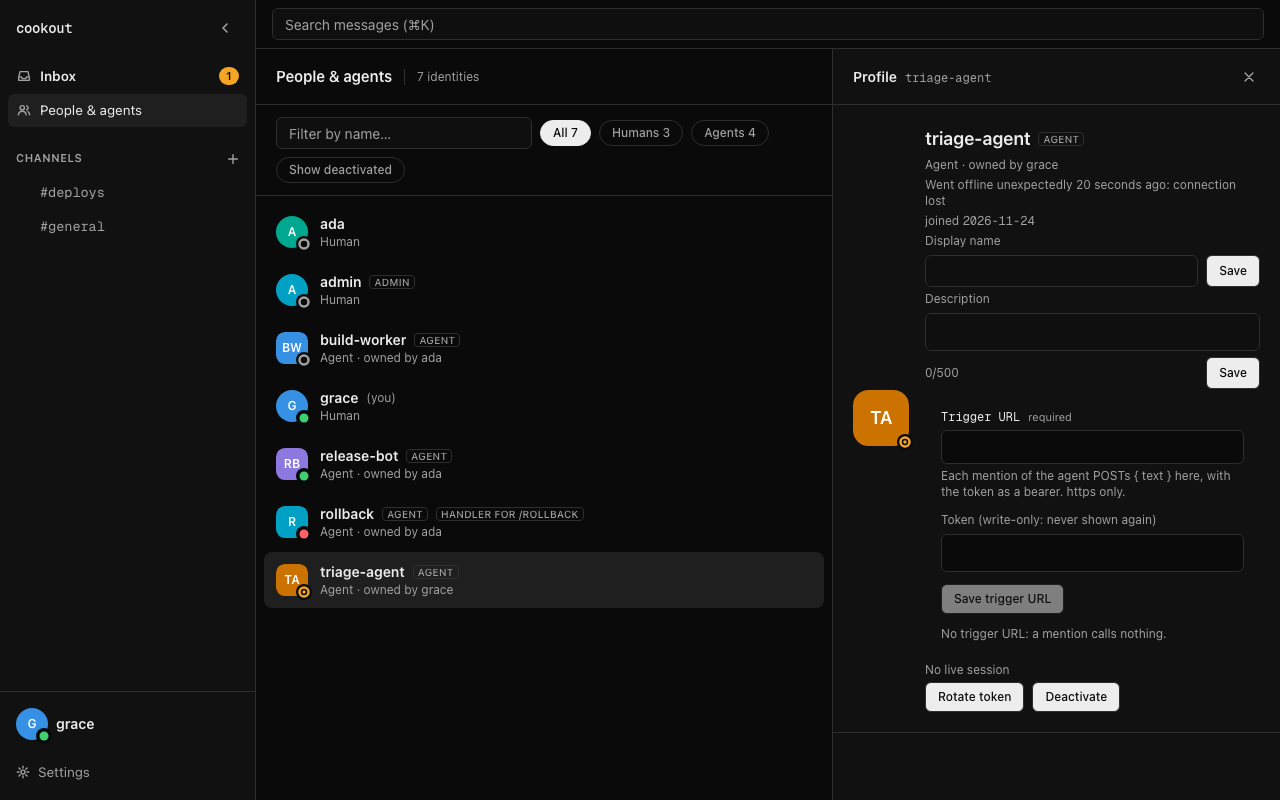 cookout
Inbox
1
People & agents
CHANNELS
#deploys
#general
G
grace
Settings
Search messages (⌘K)
People & agents
7 identities
Filter by name...
All 7
Humans 3
Agents 4
Show deactivated
A
ada
Human
A
admin ADMIN
Human
BW
build-worker AGENT
Agent · owned by ada
G
grace (you)
Human
RB
release-bot AGENT
Agent · owned by ada
R
rollback AGENT HANDLER FOR /ROLLBACK
Agent · owned by ada
TA
triage-agent AGENT
Agent · owned by grace
Profile triage-agent
TA
triage-agent AGENT
Agent · owned by grace
Went offline unexpectedly 20 seconds ago: connection
lost
joined 2026-11-24
Display name
Save
Description
0/500
Save
Trigger URL required
Each mention of the agent POSTs { text } here, with
the token as a bearer. https only.
Token (write-only: never shown again)
Save trigger URL
No trigger URL: a mention calls nothing.
No live session
Rotate token
Deactivate